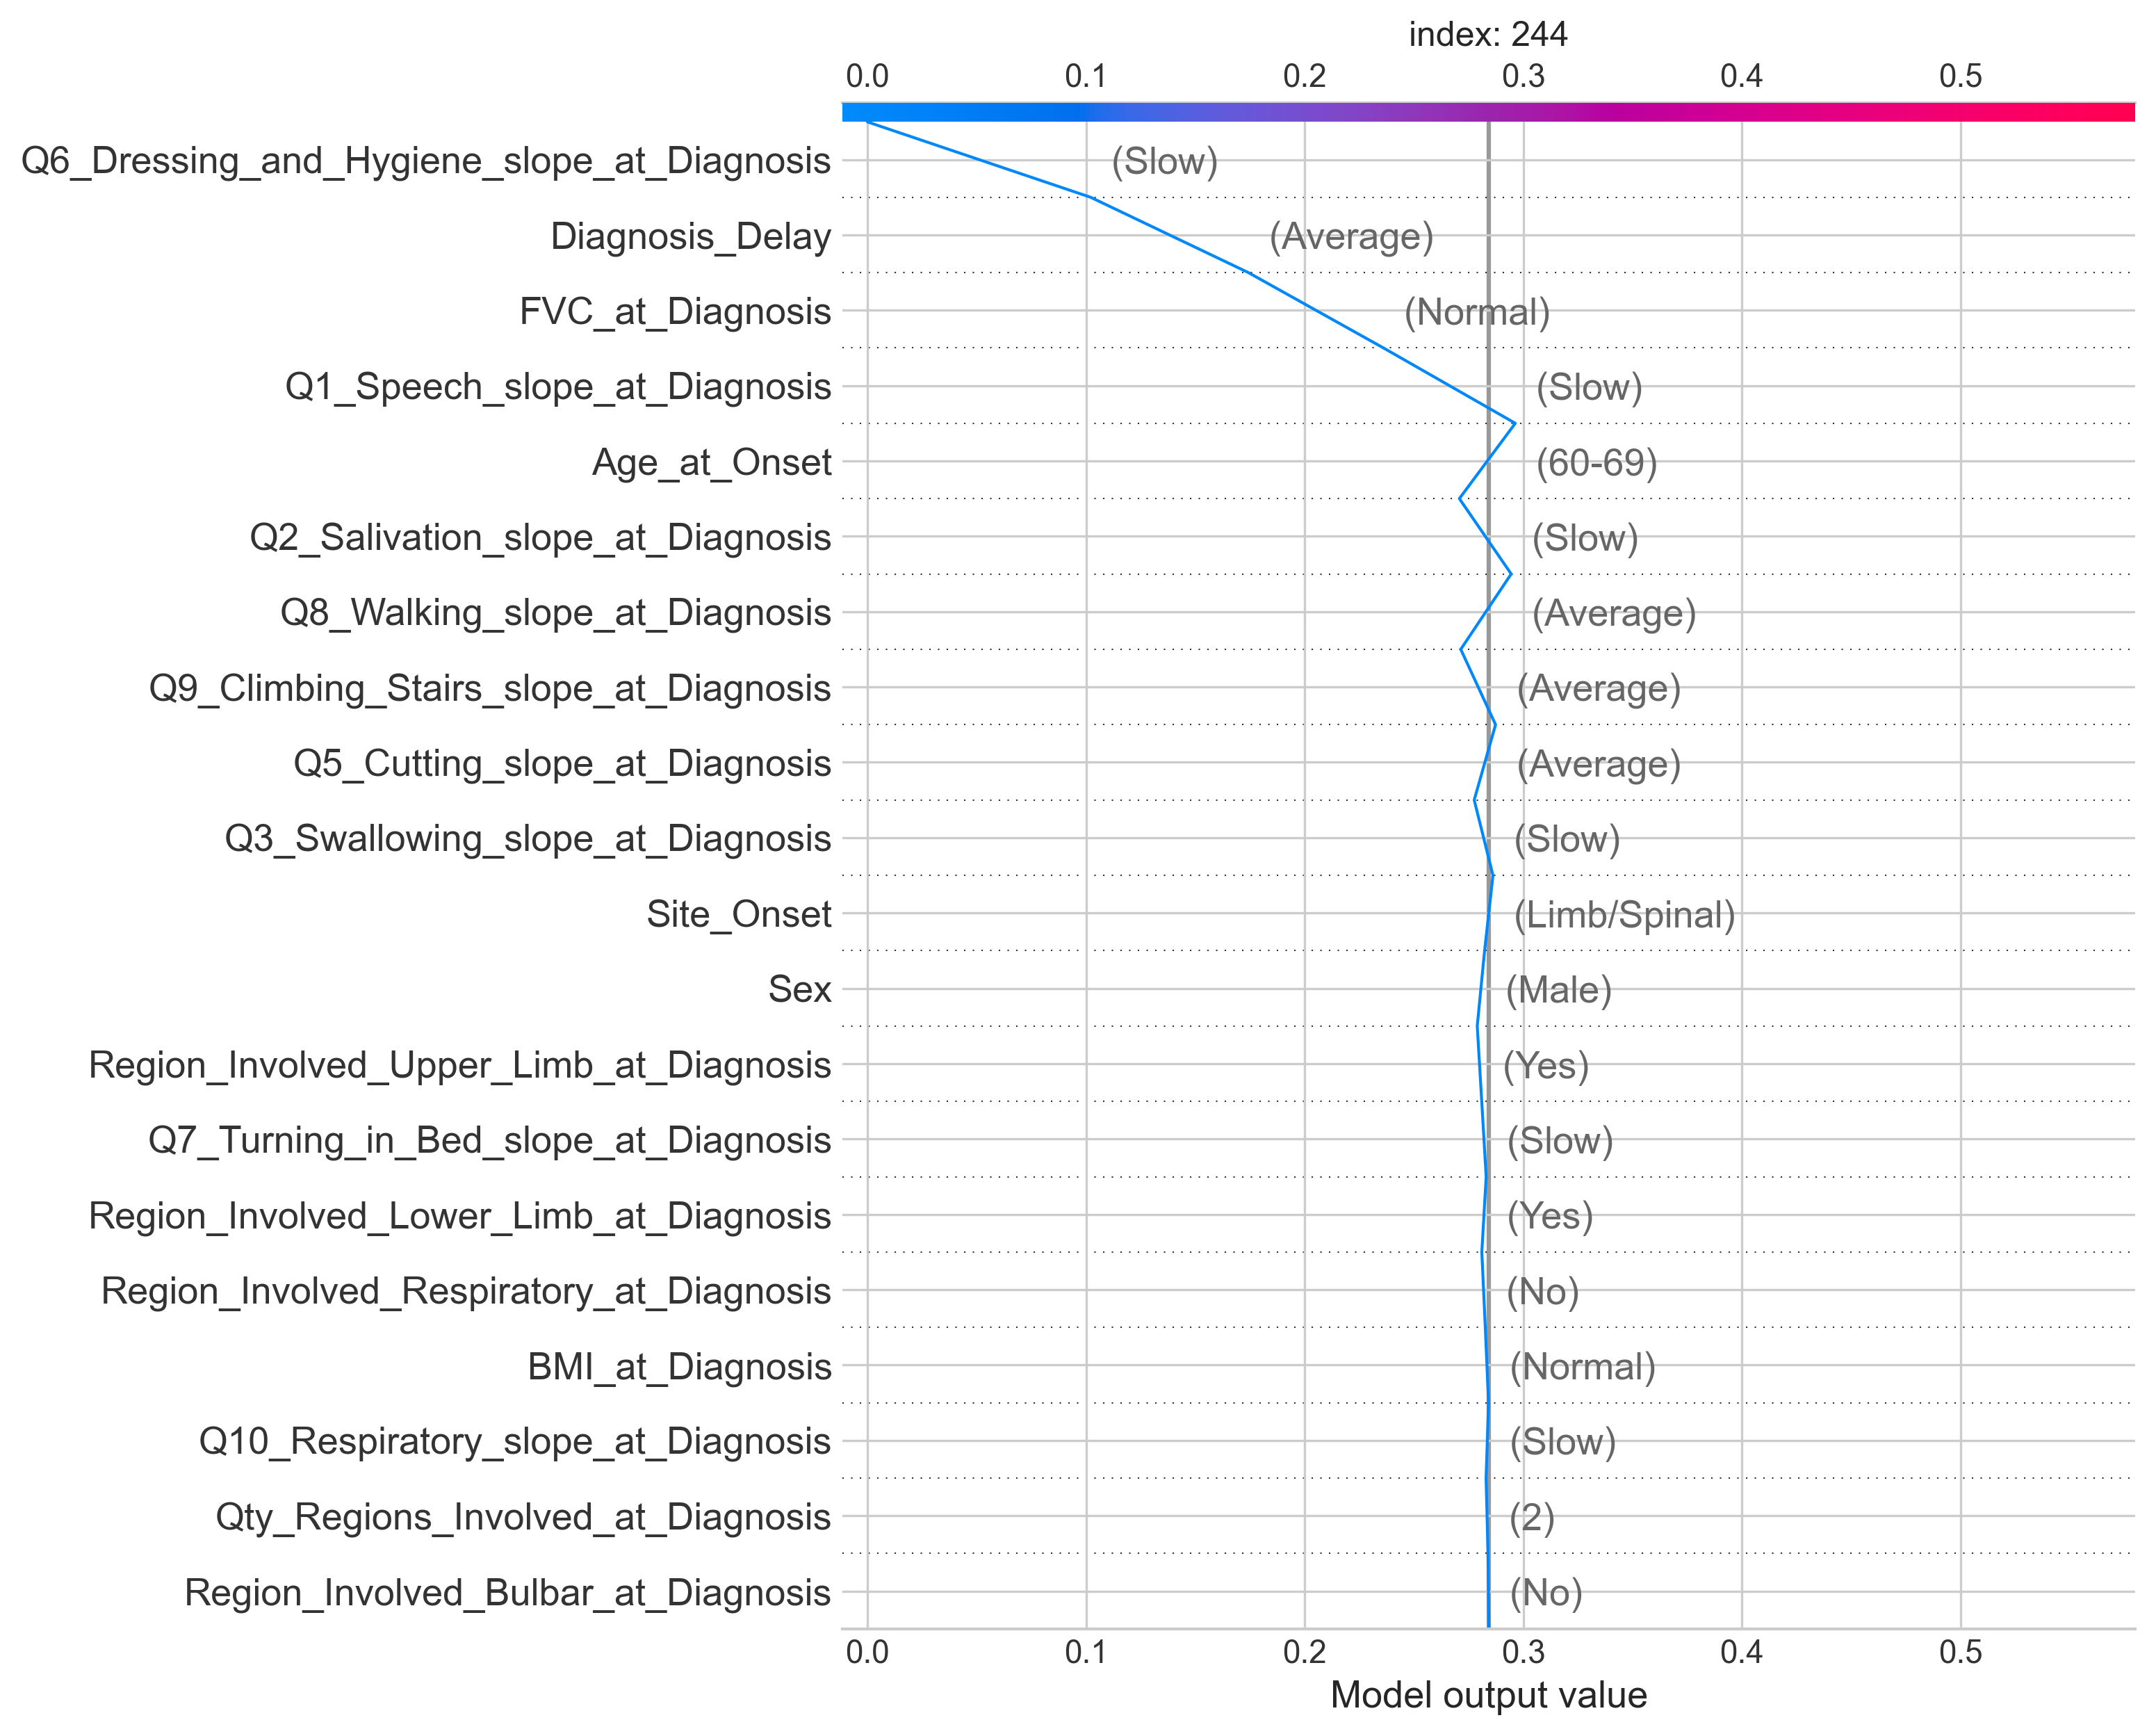 index: 244
0.0 0.1 0.2 0.3 0.4 0.5
Q6_Dressing_and_Hygiene_slope_at_Diagnosis (Slow)
Diagnosis_Delay (Average)
FVC_at_Diagnosis (Normal)
Q1_Speech_slope_at_Diagnosis (Slow)
Age_at_Onset (60-69)
Q2_Salivation_slope_at_Diagnosis (Slow)
Q8_Walking_slope_at_Diagnosis (Average)
Q9_Climbing_Stairs_slope_at_Diagnosis (Average)
Q5_Cutting_slope_at_Diagnosis (Average)
Q3_Swallowing_slope_at_Diagnosis (Slow)
Site_Onset (Limb/Spinal)
Sex (Male)
Region_Involved_Upper_Limb_at_Diagnosis (Yes)
Q7_Turning_in_Bed_slope_at_Diagnosis (Slow)
Region_Involved_Lower_Limb_at_Diagnosis (Yes)
Region_Involved_Respiratory_at_Diagnosis (No)
BMI_at_Diagnosis (Normal)
Q10_Respiratory_slope_at_Diagnosis (Slow)
Qty_Regions_Involved_at_Diagnosis (2)
Region_Involved_Bulbar_at_Diagnosis (No)
0.0 0.1 0.2 0.3 0.4 0.5
Model output value